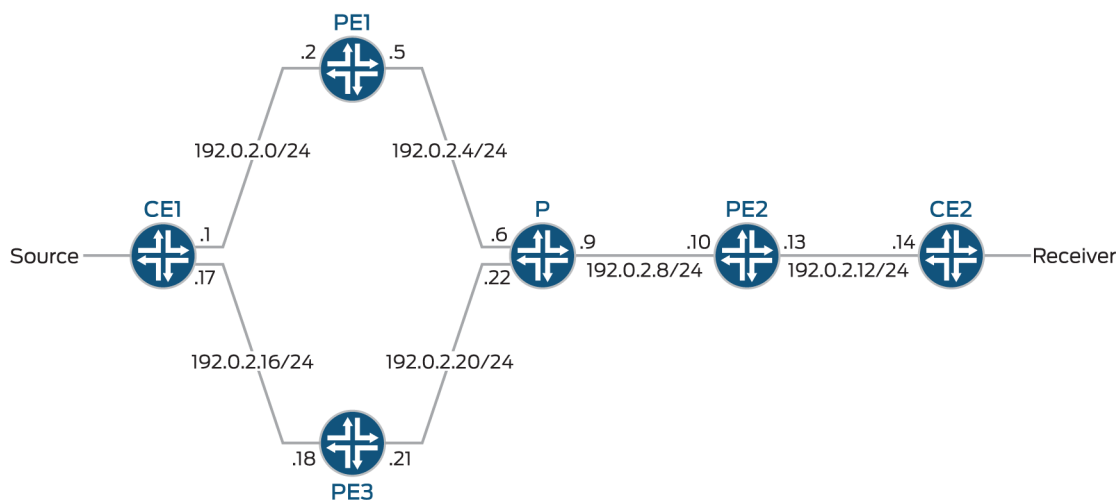 PE1
.2
.5
192.0.2.0/24
192.0.2.4/24
CE1
P
PE2
CE2
.1
.6
.9
.10
.13
.14
Source
Receiver
.17
.22
192.0.2.8/24
192.0.2.12/24
192.0.2.16/24
192.0.2.20/24
.18
.21
PE3